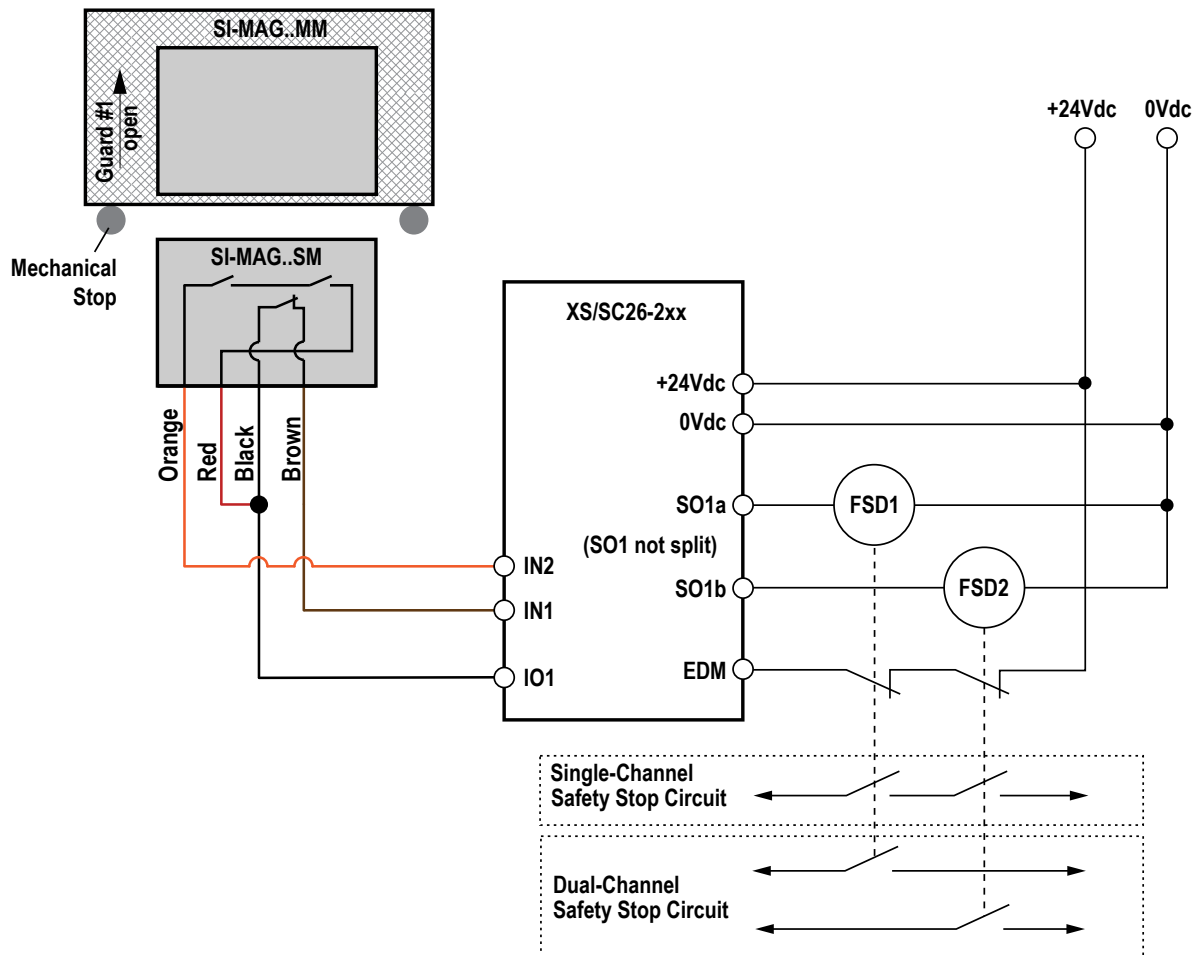 SI-MAG..MM
Guard #1
open
Mechanical
Stop
SI-MAG..SM
Orange
Red
Black
Brown
XS/SC26-2xx
+24Vdc
0Vdc
+24Vdc
0Vdc
SO1a
FSD1
(SO1 not split)
IN2
SO1b
FSD2
IN1
IO1
EDM
Single-Channel
Safety Stop Circuit
Dual-Channel
Safety Stop Circuit